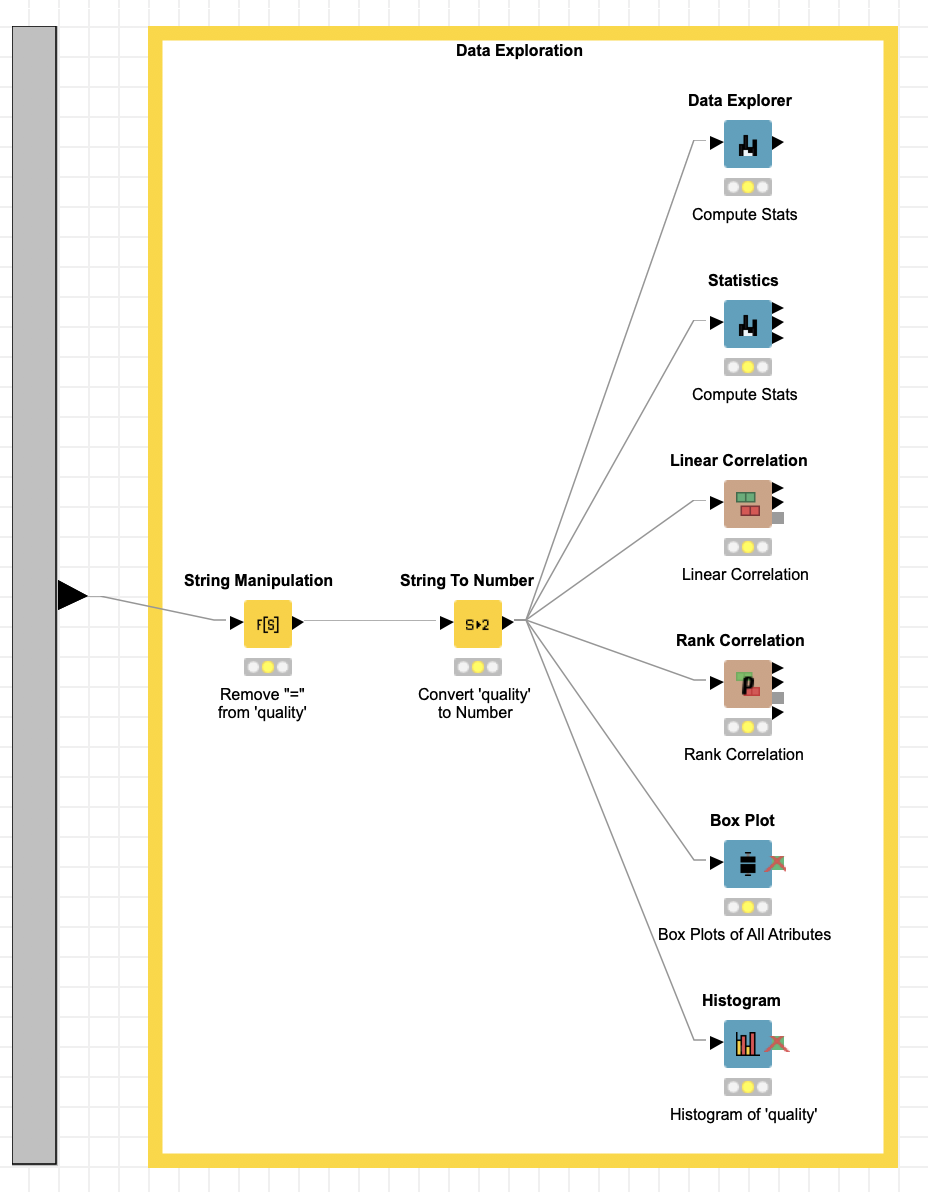 Data Exploration
Data Explorer
Compute Stats
Statistics
Compute Stats
Linear Correlation
Linear Correlation
String Manipulation
F[S]
Remove "="
from 'quality'
String To Number
S▸2
Convert 'quality'
to Number
Rank Correlation
ρ
Rank Correlation
Box Plot
Box Plots of All Atributes
Histogram
Histogram of 'quality'